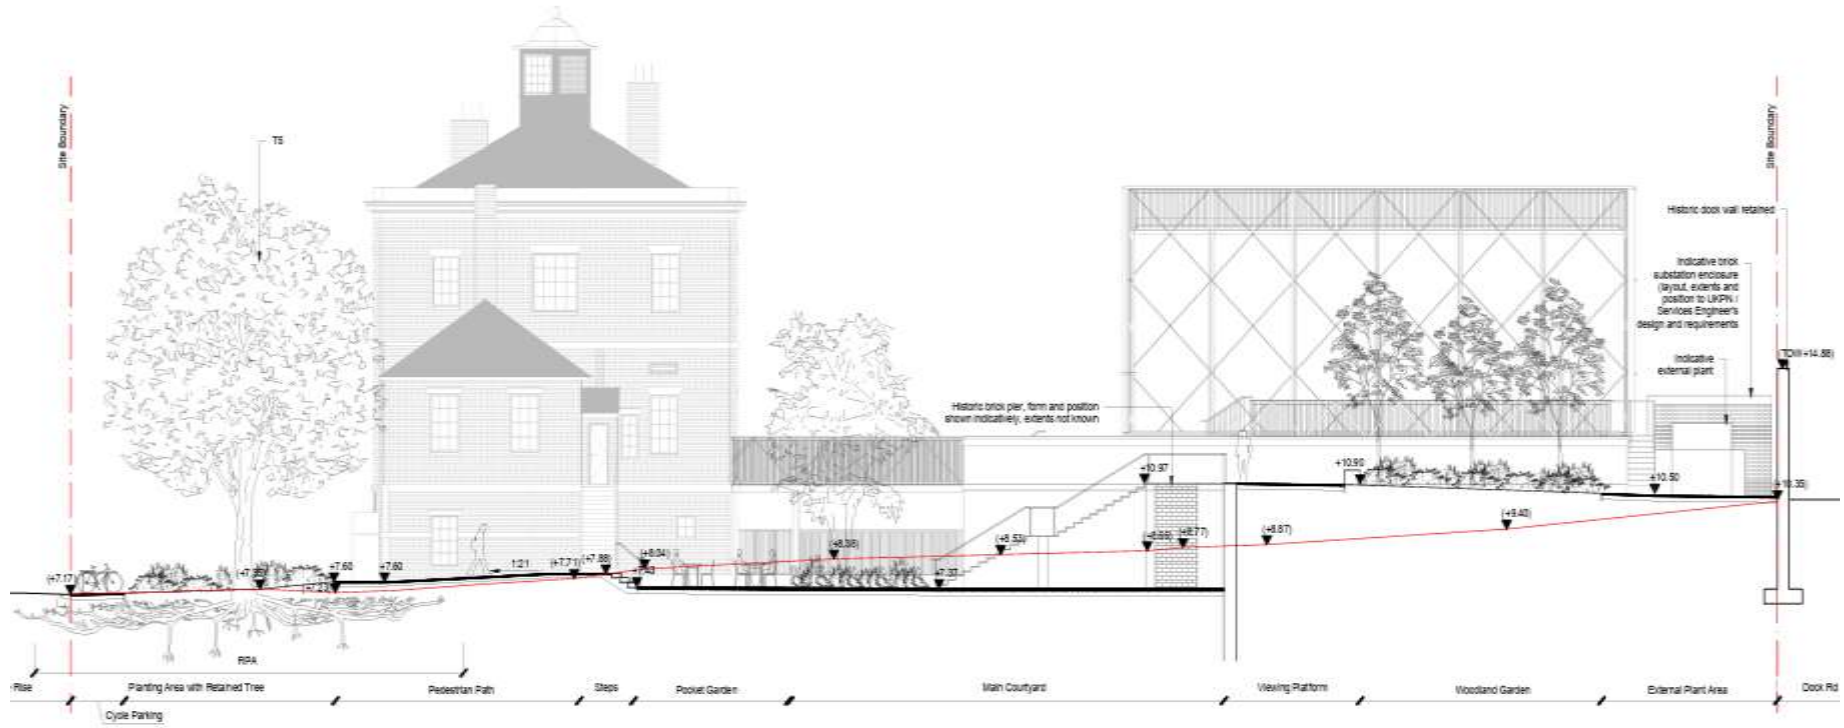 Site Boundary
T5
Site Boundary
Historic dock wall retained
Indicative brick
substation enclosure
(layout, extents and
position to UKPN /
Services Engineer's
design and requirements
TOW+14.88)
Indicative
external plant
Historic brick pier, form and position
shown indicatively, extents not known
+10.97
+10.90
+10.50
+10.35
(+9.40)
(+8.87)
(+8.77)
(+8.53)
(+8.38)
(+8.04)
(+7.88)
(+7.71)
1:21
+7.60
+7.60
(+7.17)
+7.37
RPA
Rise
Planting Area with Retained Tree
Pedestrian Path
Steps
Pocket Garden
Main Courtyard
Viewing Platform
Woodland Garden
External Plant Area
Dock Rd
Cycle Parking